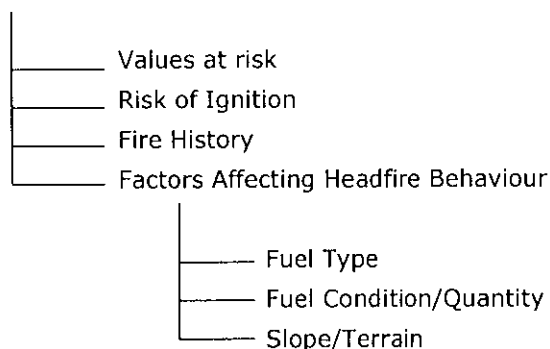 Values at risk
Risk of Ignition
Fire History
Factors Affecting Headfire Behaviour
Fuel Type
Fuel Condition/Quantity
Slope/Terrain